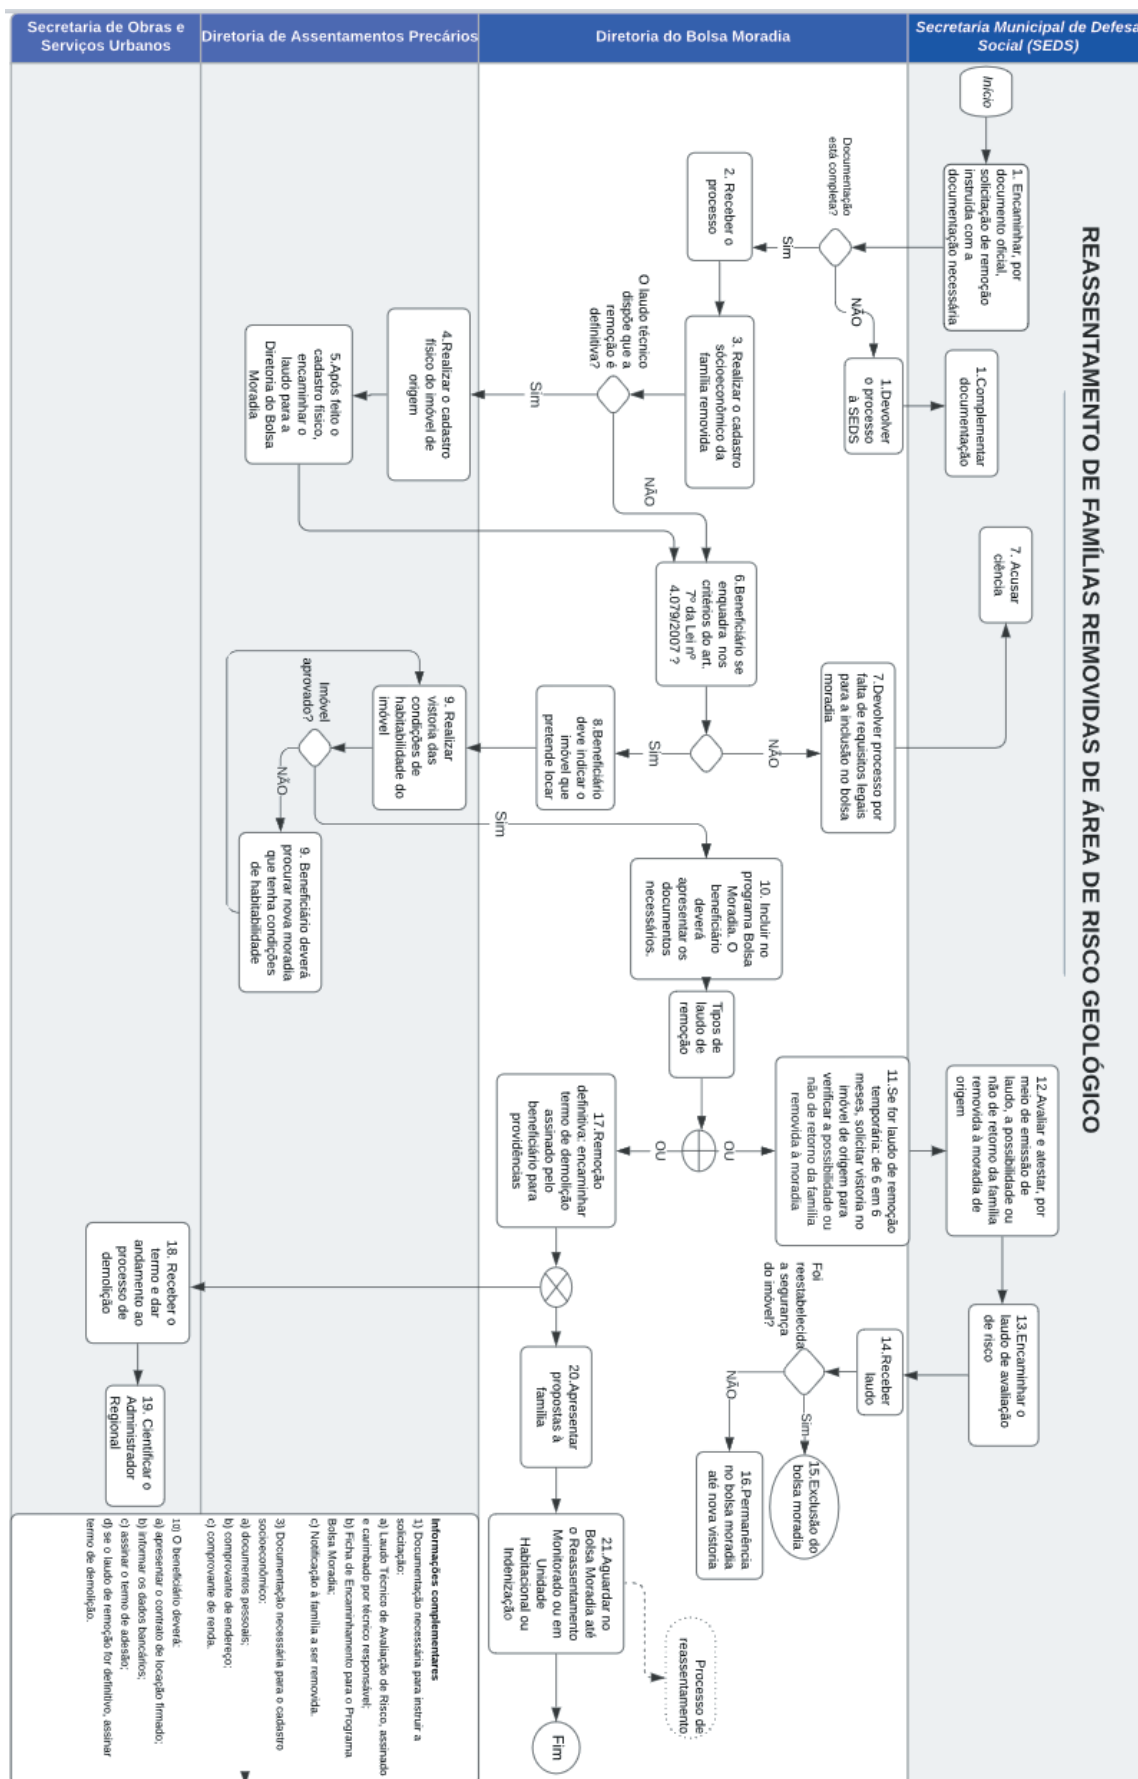 Secretaria de Obras e
Serviços Urbanos
Diretoria de Assentamentos Precários
Diretoria do Bolsa Moradia
Secretaria Municipal de Defesa
Social (SEDS)
REASSENTAMENTO DE FAMÍLIAS REMOVIDAS DE ÁREA DE RISCO GEOLÓGICO
Início
1. Encaminhar, por
documento oficial,
solicitação de remoção
instruída com a
documentação necessária
Documentação
está completa?
Sim
NÃO
1.Devolver
o processo
à SEDS
1.Complementar
documentação
2. Receber o
processo
3. Realizar o cadastro
sócioeconômico da
família removida
O laudo técnico
dispõe que a
remoção é
definitiva?
Sim
NÃO
4.Realizar o cadastro
físico do imóvel de
origem
5.Após feito o
cadastro físico,
encaminhar o
laudo para a
Diretoria do Bolsa
Moradia
6.Beneficiário se
enquadra nos
critérios do art.
7º da Lei nº
4.079/2007 ?
NÃO
Sim
7.Devolver processo por
falta de requisitos legais
para a inclusão no bolsa
moradia
7. Acusar
ciência
8.Beneficiário
deve indicar o
imóvel que
pretende locar
9. Realizar
vistoria das
condições de
habitabilidade do
imóvel
Imóvel
aprovado?
NÃO
Sim
9. Beneficiário deverá
procurar nova moradia
que tenha condições
de habitabilidade
10. Incluir no
programa Bolsa
Moradia. O
beneficiário
deverá
apresentar os
documentos
necessários.
Tipos de
laudo de
remoção
OU
OU
11.Se for laudo de remoção
temporária: de 6 em 6
meses, solicitar vistoria no
imóvel de origem para
verificar a possibilidade ou
não de retorno da família
removida à moradia
12.Avaliar e atestar, por
meio de emissão de
laudo, a possibilidade ou
não de retorno da família
removida à moradia de
origem
13.Encaminhar o
laudo de avaliação
de risco
14.Receber
laudo
Foi
reestabelecida
a segurança
do imóvel?
Sim
NÃO
15.Exclusão do
bolsa moradia
16.Permanência
no bolsa moradia
até nova vistoria
17.Remoção
definitiva: encaminhar
termo de demolição
assinado pelo
beneficiário para
providências
18. Receber o
termo e dar
andamento ao
processo de
demolição
19. Cientificar o
Administrador
Regional
20.Apresentar
propostas à
família
21.Aguardar no
Bolsa Moradia até
o Reassentamento
Monitorado ou em
Unidade
Habitacional ou
Indenização
Processo de
reassentamento
Fim
Informações complementares
1) Documentação necessária para instruir a
solicitação:
a) Laudo Técnico de Avaliação de Risco, assinado
e carimbado por técnico responsável;
b) Ficha de Encaminhamento para o Programa
Bolsa Moradia;
c) Notificação à família a ser removida.
3) Documentação necessária para o cadastro
socioeconômico:
a) documentos pessoais;
b) comprovante de endereço;
c) comprovante de renda.
10) O beneficiário deverá:
a) apresentar o contrato de locação firmado;
b) informar os dados bancários;
c) assinar o termo de adesão;
d) se o laudo de remoção for definitivo, assinar
termo de demolição.